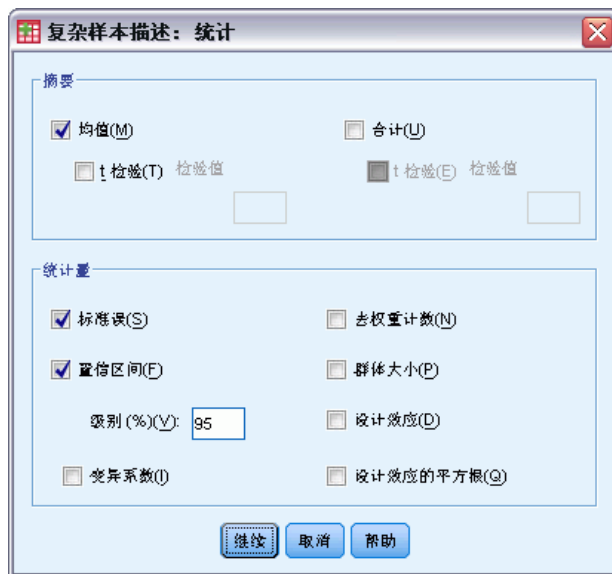 复杂样本描述：统计
摘要
均值(M)
合计(U)
t 检验(T) 检验值
t 检验(E) 检验值
统计量
标准误(S)
去权重计数(N)
置信区间(F)
群体大小(P)
级别(%)(V): 95
设计效应(D)
变异系数(I)
设计效应的平方根(Q)
继续 取消 帮助